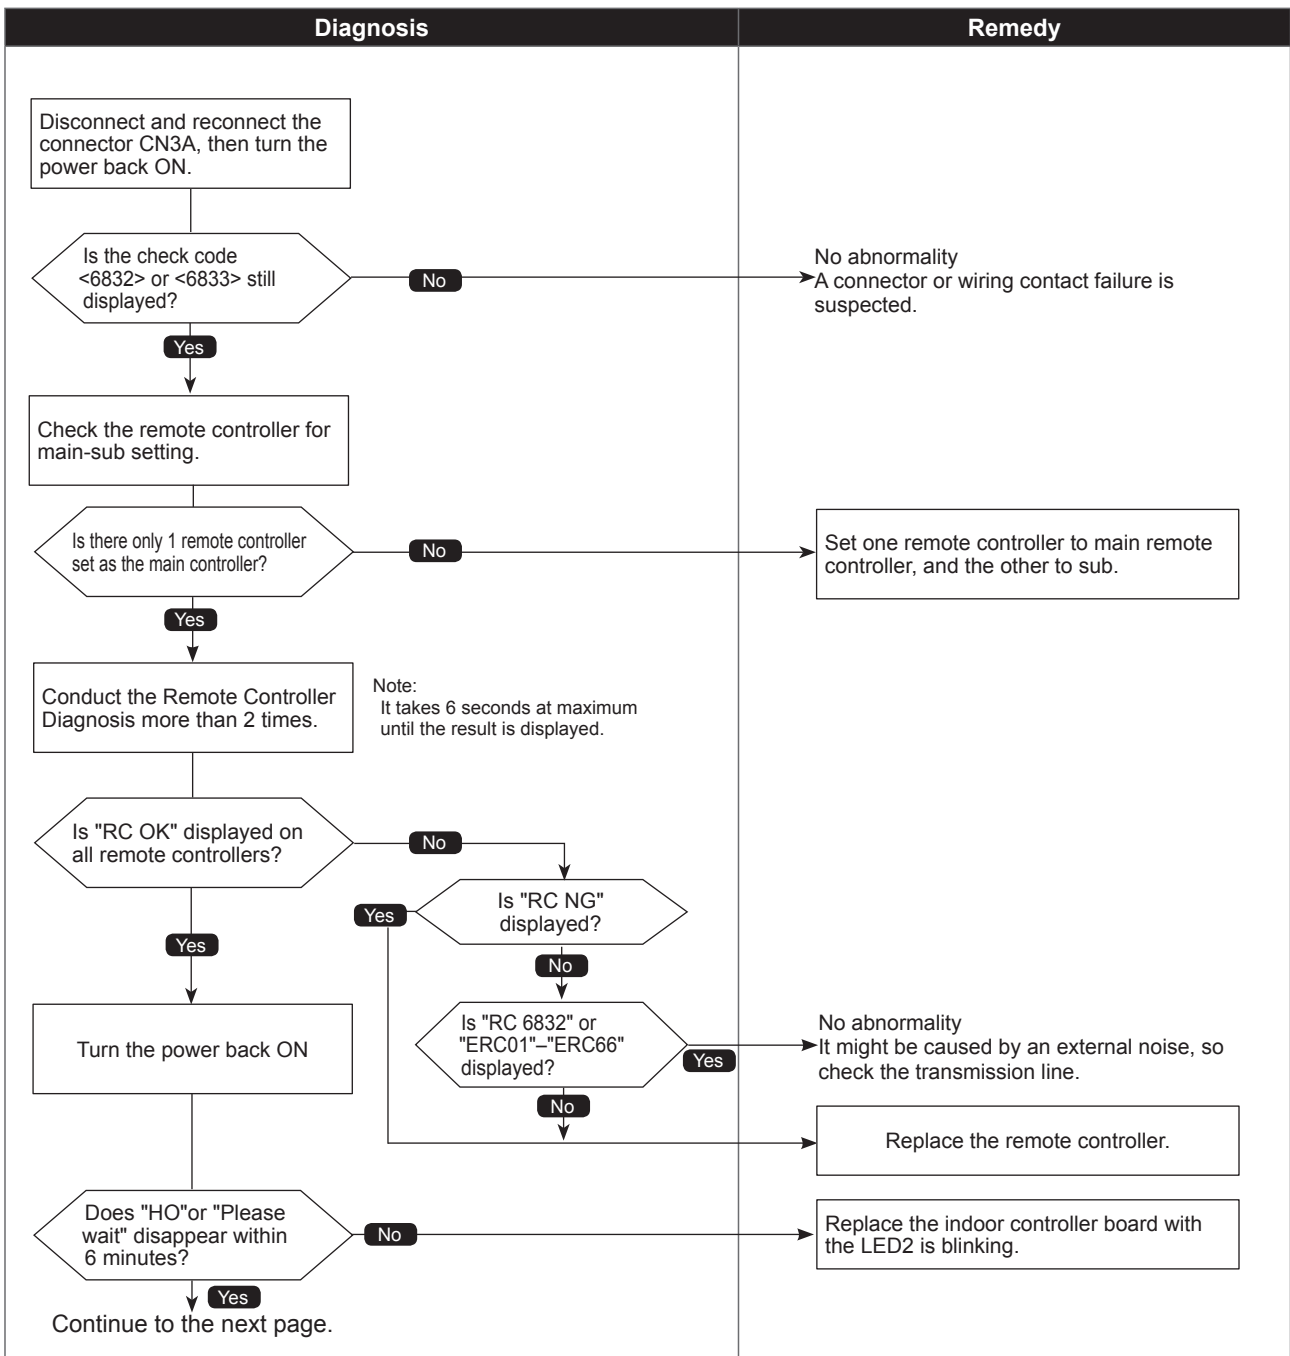 Diagnosis
Remedy
Disconnect and reconnect the
connector CN3A, then turn the
power back ON.
Is the check code
<6832> or <6833> still
displayed?
No
No abnormality
A connector or wiring contact failure is
suspected.
Yes
Check the remote controller for
main-sub setting.
Is there only 1 remote controller
set as the main controller?
No
Set one remote controller to main remote
controller, and the other to sub.
Yes
Conduct the Remote Controller
Diagnosis more than 2 times.
Note:
It takes 6 seconds at maximum
until the result is displayed.
Is "RC OK" displayed on
all remote controllers?
No
Is "RC NG"
displayed?
Yes
Yes
No
Turn the power back ON
Is "RC 6832" or
"ERC01"–"ERC66"
displayed?
Yes
No abnormality
It might be caused by an external noise, so
check the transmission line.
No
Replace the remote controller.
Does "HO"or "Please
wait" disappear within
6 minutes?
No
Replace the indoor controller board with
the LED2 is blinking.
Yes
Continue to the next page.